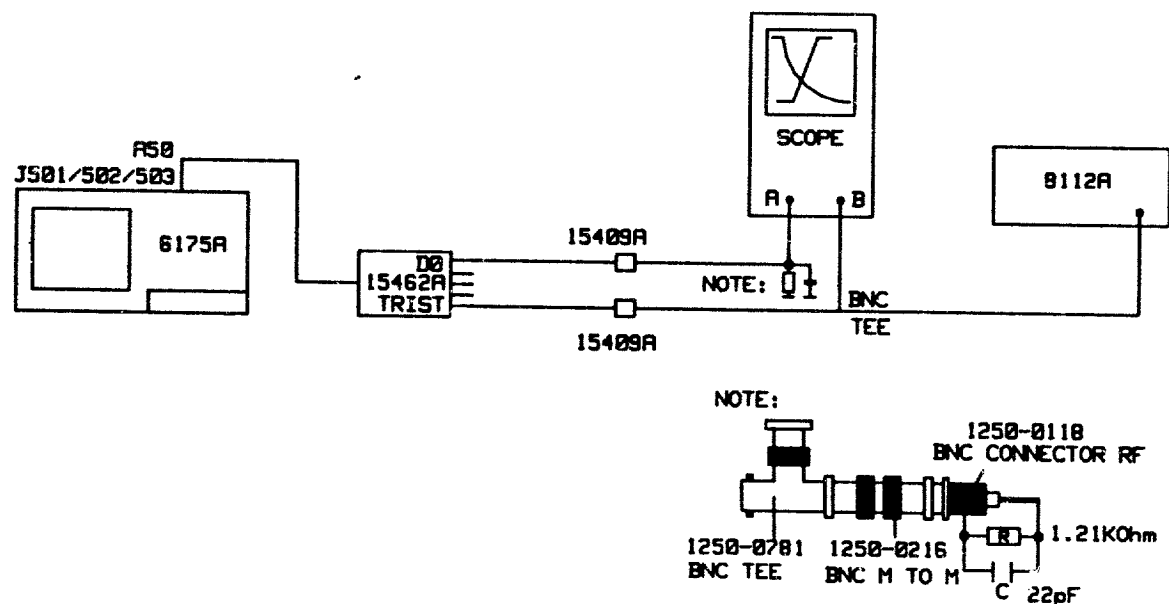 A50
J501/502/503
6175A
SCOPE
A
B
8112A
15409A
D0
15462A
TRIST
NOTE:
BNC
TEE
15409A
NOTE:
1250-0118
BNC CONNECTOR RF
1250-0781
BNC TEE
1250-0216
BNC M TO M
R
1.21KOhm
C
22pF